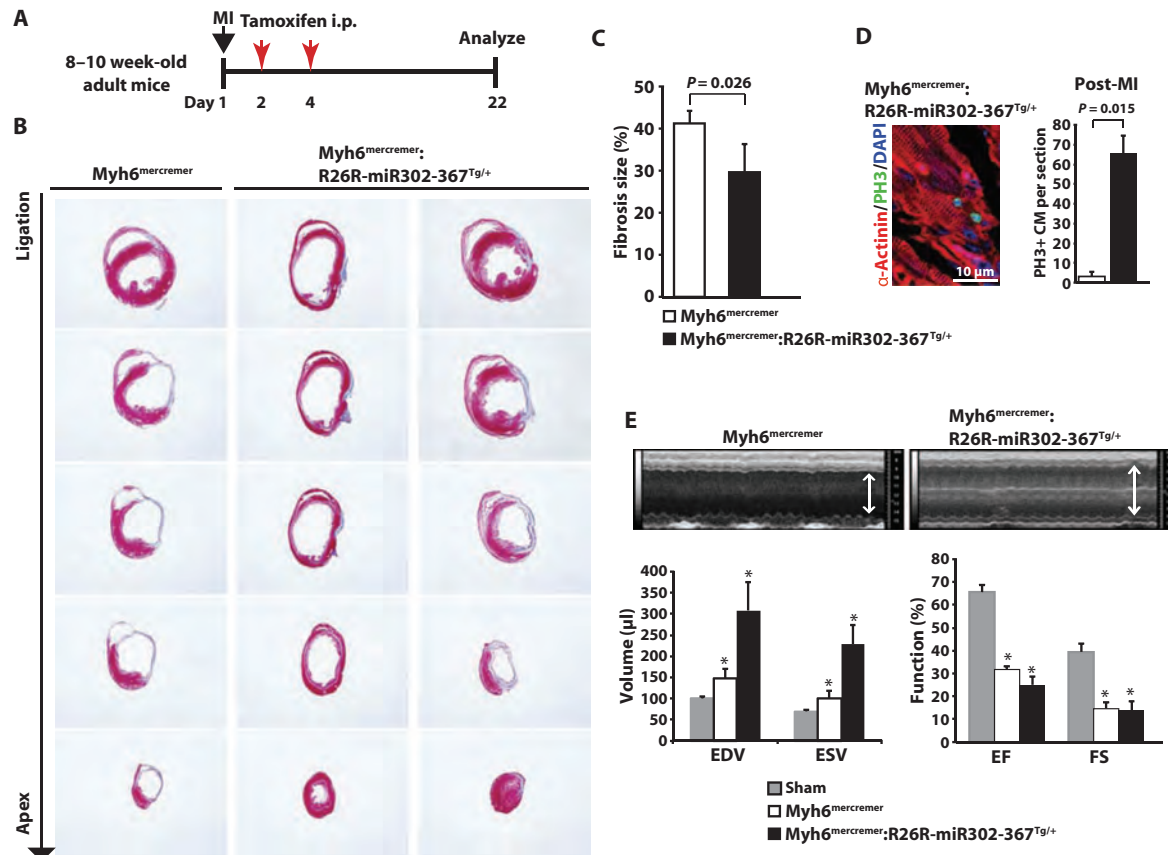 A
MI
Tamoxifen i.p.
Analyze
8–10 week-old
adult mice
Day 1
2
4
22
B
Myh6mercremer
Myh6mercremer:
R26R-miR302-367Tg/+
Ligation
Apex
C
P = 0.026
Fibrosis size (%)
50
40
30
20
10
0
Myh6mercremer
Myh6mercremer:R26R-miR302-367Tg/+
D
Myh6mercremer:
R26R-miR302-367Tg/+
α-Actinin/PH3/DAPI
10 µm
Post-MI
P = 0.015
PH3+ CM per section
80
70
60
50
40
30
20
10
0
E
Myh6mercremer
Myh6mercremer:
R26R-miR302-367Tg/+
Volume (µl)
400
350
300
250
200
150
100
50
0
* * * *
EDV
ESV
Function (%)
80
70
60
50
40
30
20
10
0
* * * *
EF
FS
Sham
Myh6mercremer
Myh6mercremer:R26R-miR302-367Tg/+